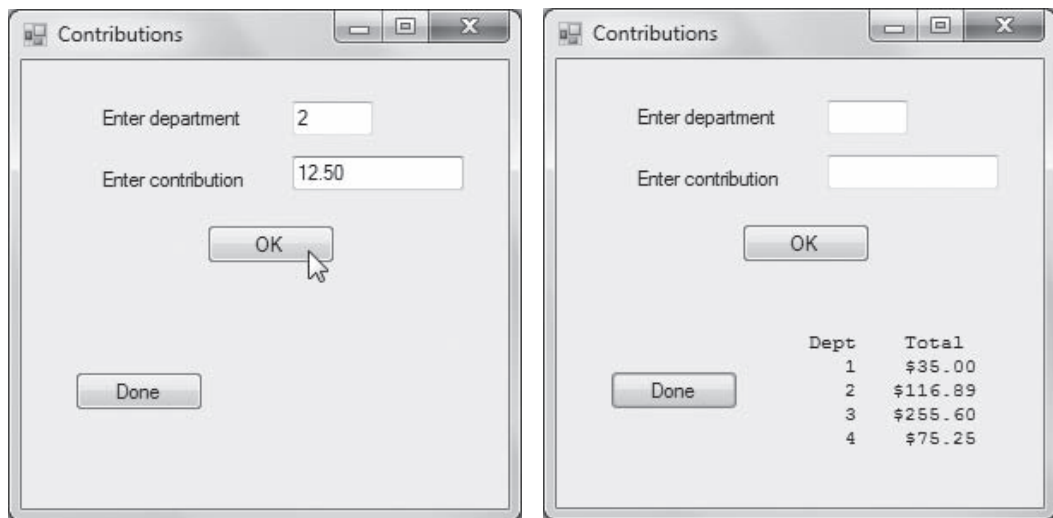 Contributions
Enter department 2
Enter contribution 12.50
OK
Done
Contributions
Enter department
Enter contribution
OK
Done
Dept Total
1 $35.00
2 $116.89
3 $255.60
4 $75.25